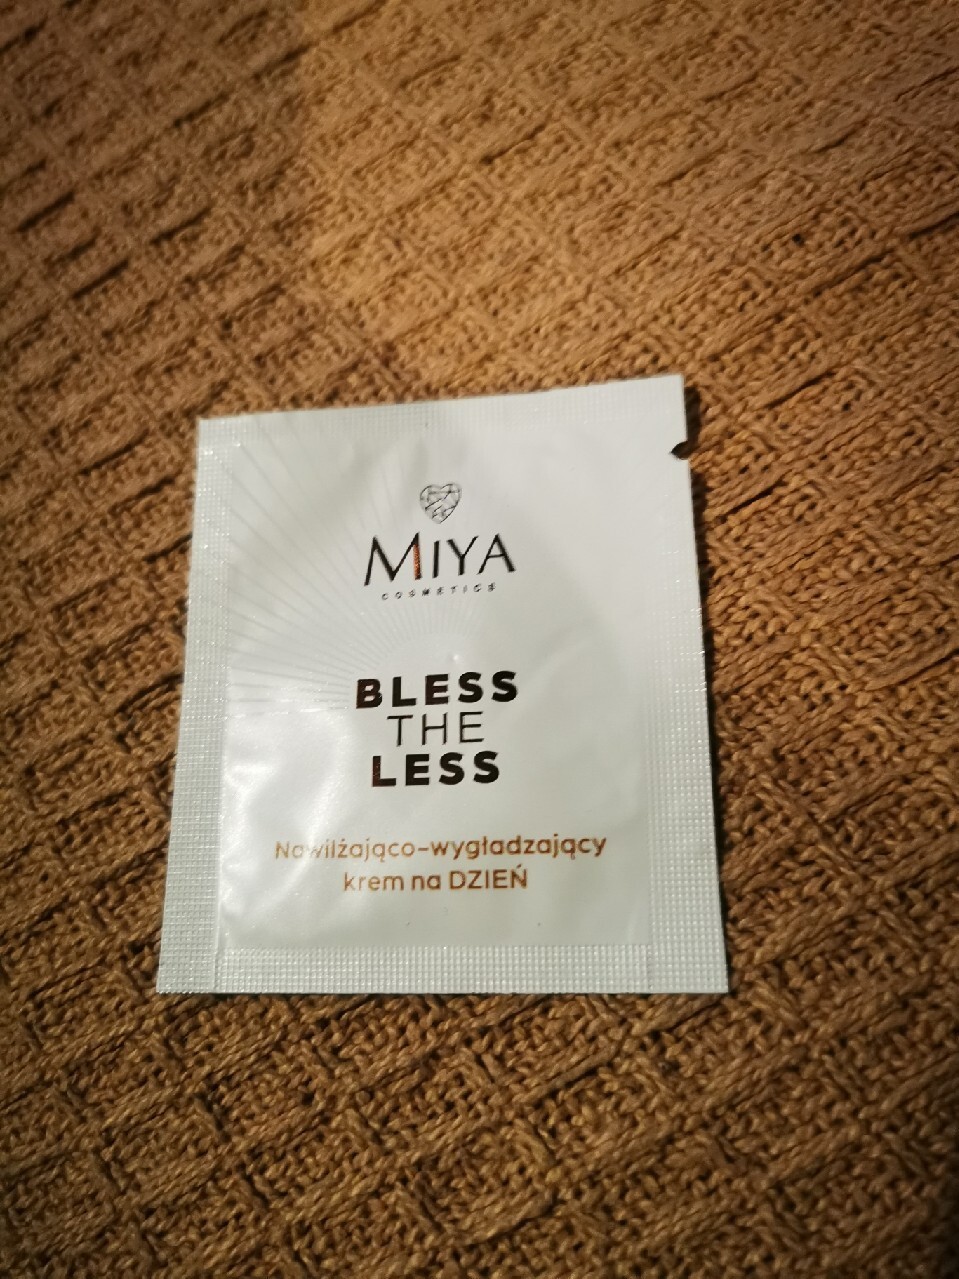 MIYA
COSMETICS
BLESS
THE
LESS
Nawilżająco-wygładzający
krem na DZIEŃ